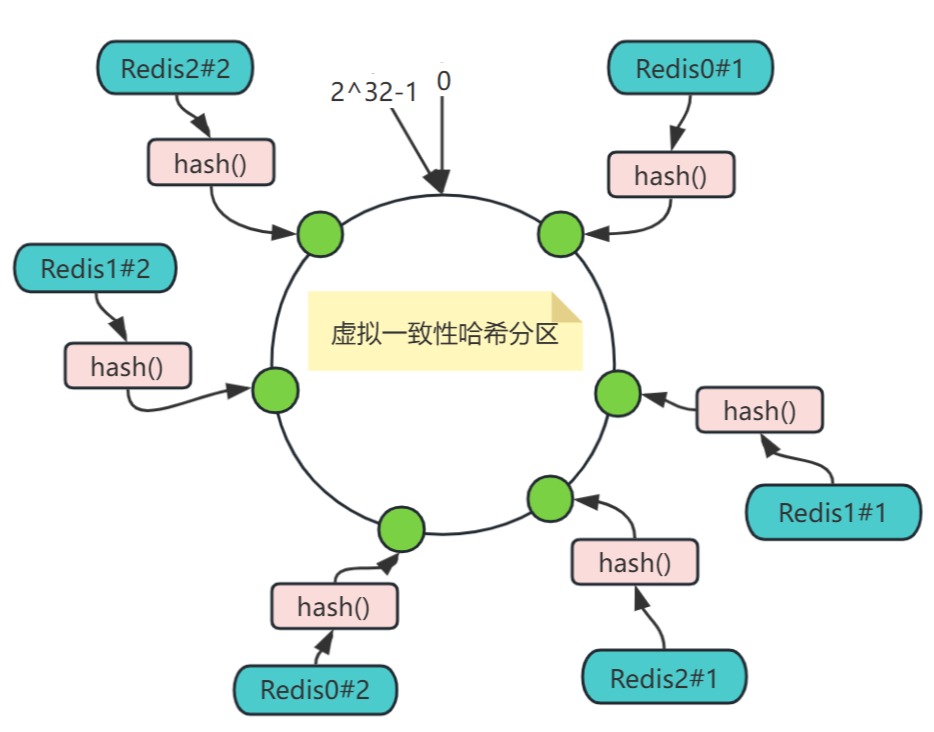 Redis2#2
2^32-1
0
Redis0#1
hash()
hash()
Redis1#2
虚拟一致性哈希分区
hash()
hash()
Redis1#1
hash()
hash()
Redis2#1
Redis0#2